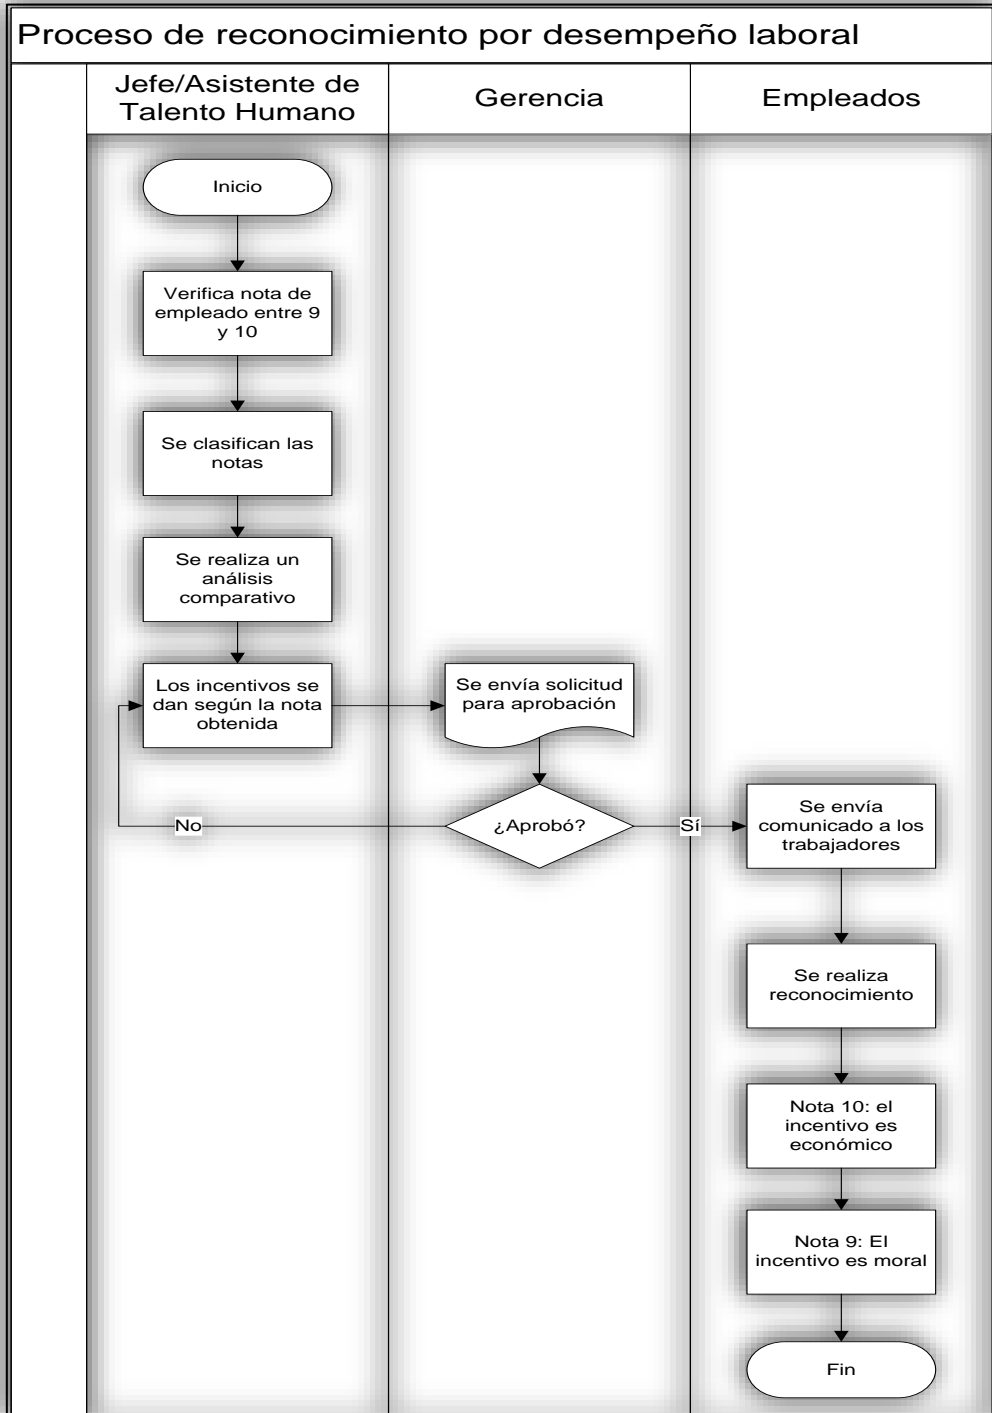 Proceso de reconocimiento por desempeño laboral
Jefe/Asistente de
Talento Humano
Gerencia
Empleados
Inicio
Verifica nota de
empleado entre 9
y 10
Se clasifican las
notas
Se realiza un
análisis
comparativo
Los incentivos se
dan según la nota
obtenida
Se envía solicitud
para aprobación
¿Aprobó?
No
Sí
Se envía
comunicado a los
trabajadores
Se realiza
reconocimiento
Nota 10: el
incentivo es
económico
Nota 9: El
incentivo es moral
Fin